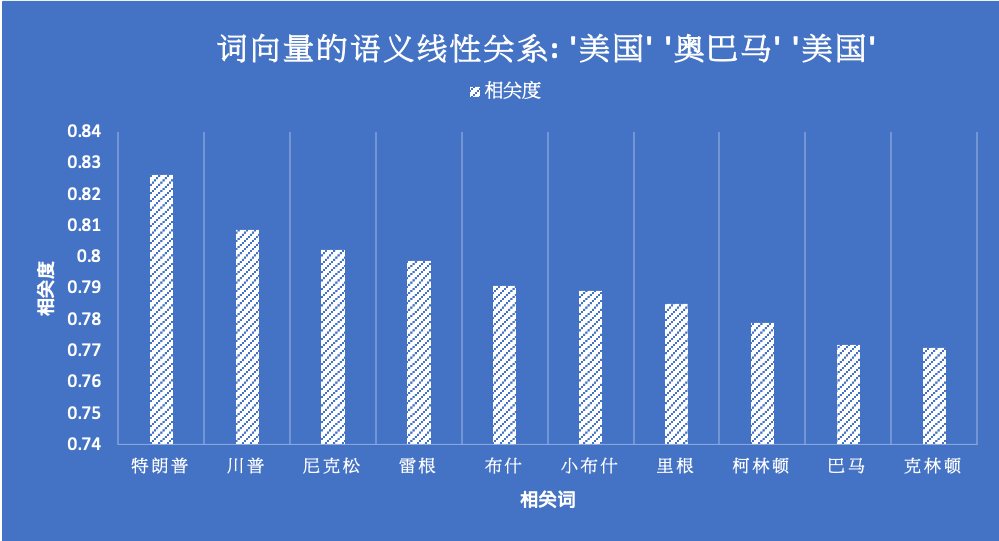 词向量的语义线性关系: '美国' '奥巴马' '美国'
相关度
0.84
0.83
0.82
0.81
0.8
0.79
0.78
0.77
0.76
0.75
0.74
相关度
特朗普 川普 尼克松 雷根 布什 小布什 里根 柯林顿 巴马 克林顿
相关词